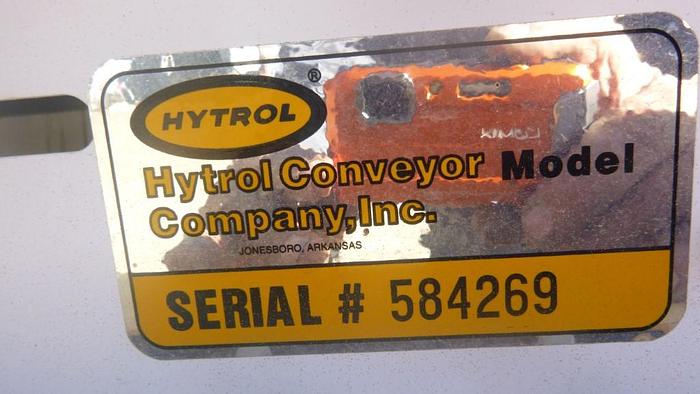 HYTROL ®
Hytrol Conveyor Model
Company, Inc.
JONESBORO, ARKANSAS
SERIAL # 584269